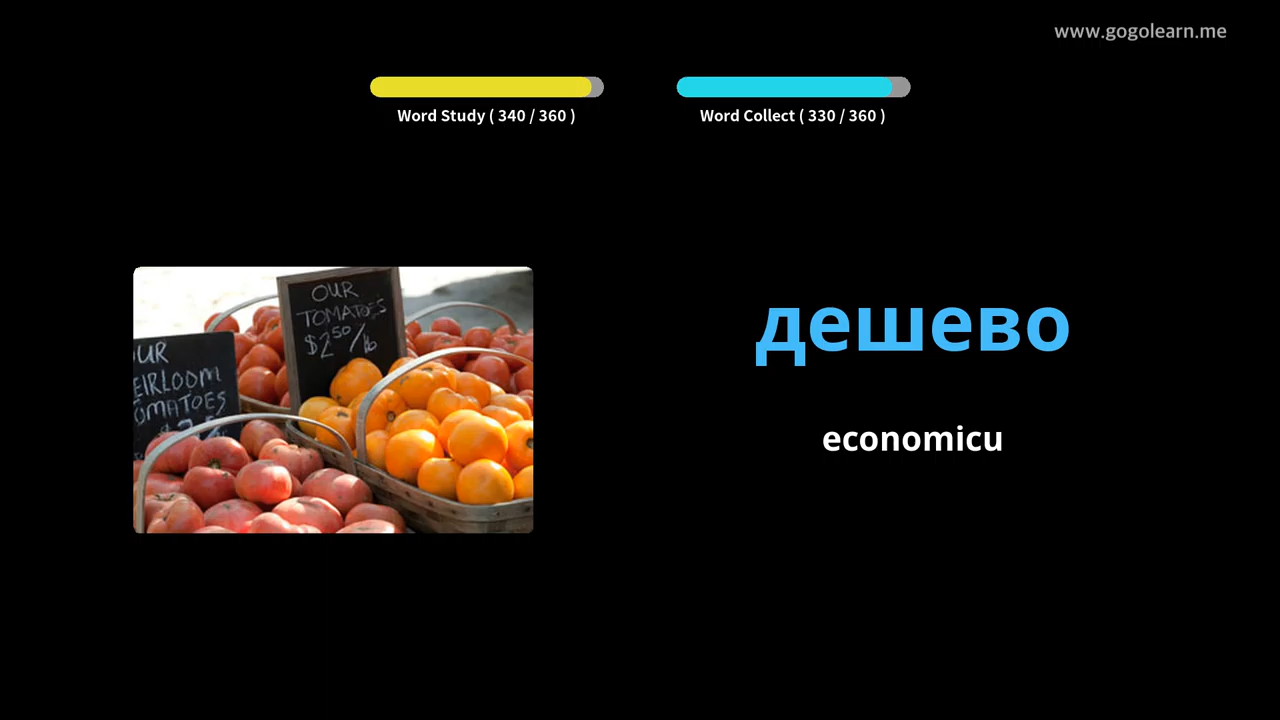 www.gogolearn.me
Word Study ( 340 / 360 )
Word Collect ( 330 / 360 )
OUR
TOMATOES
$2.50/lb
UR
EIRLOOM
OMATOES
дешево
economicu